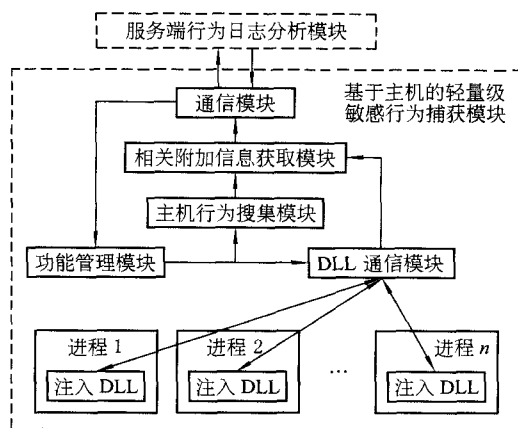 服务端行为日志分析模块
基于主机的轻量级
敏感行为捕获模块
通信模块
相关附加信息获取模块
主机行为搜集模块
功能管理模块
DLL 通信模块
进程 1
注入 DLL
进程 2
注入 DLL
…
进程 n
注入 DLL